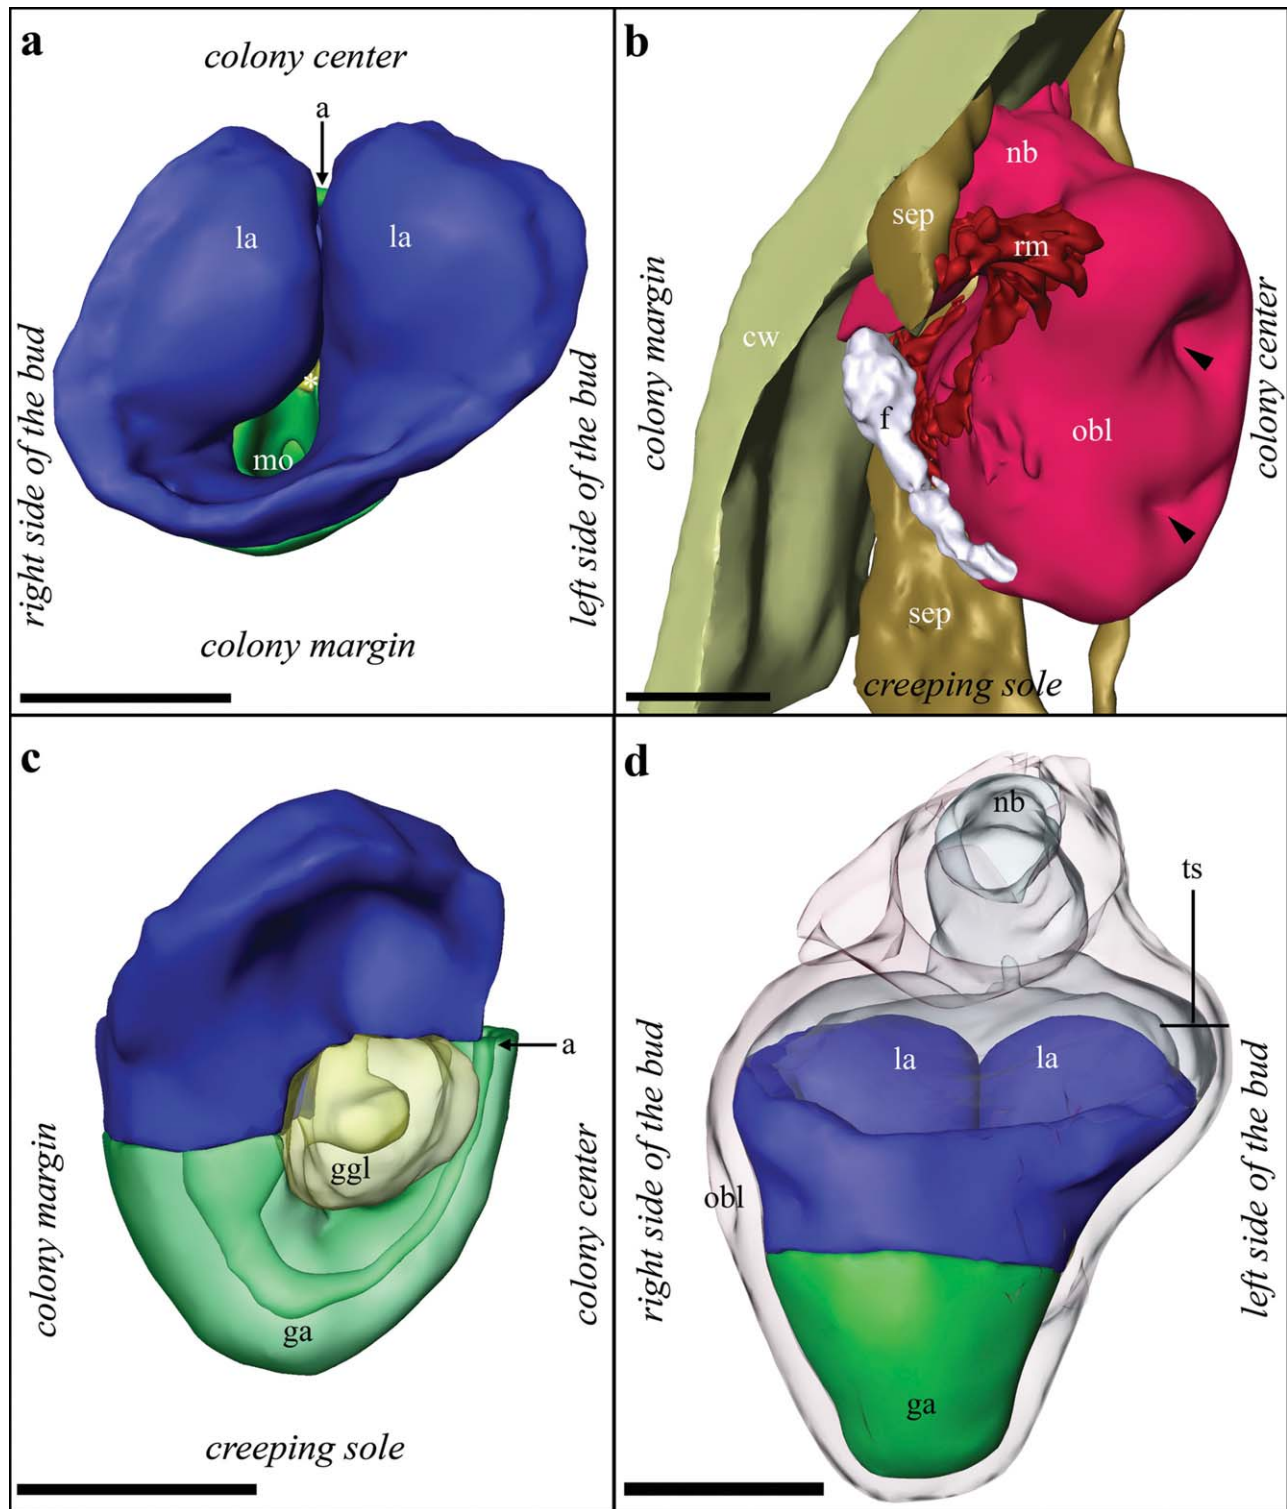 a
colony center
a
la
la
*
mo
right side of the bud
left side of the bud
colony margin
b
nb
sep
rm
cw
f
obl
sep
colony margin
colony center
creeping sole
c
a
ggl
ga
colony margin
colony center
creeping sole
d
nb
ts
la
la
obl
ga
right side of the bud
left side of the bud